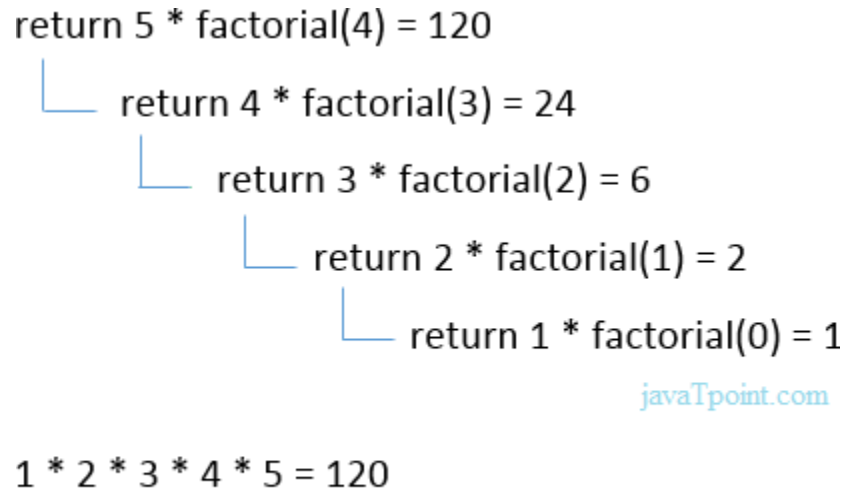 return 5 * factorial(4) = 120
return 4 * factorial(3) = 24
return 3 * factorial(2) = 6
return 2 * factorial(1) = 2
return 1 * factorial(0) = 1
javaTpoint.com
1 * 2 * 3 * 4 * 5 = 120